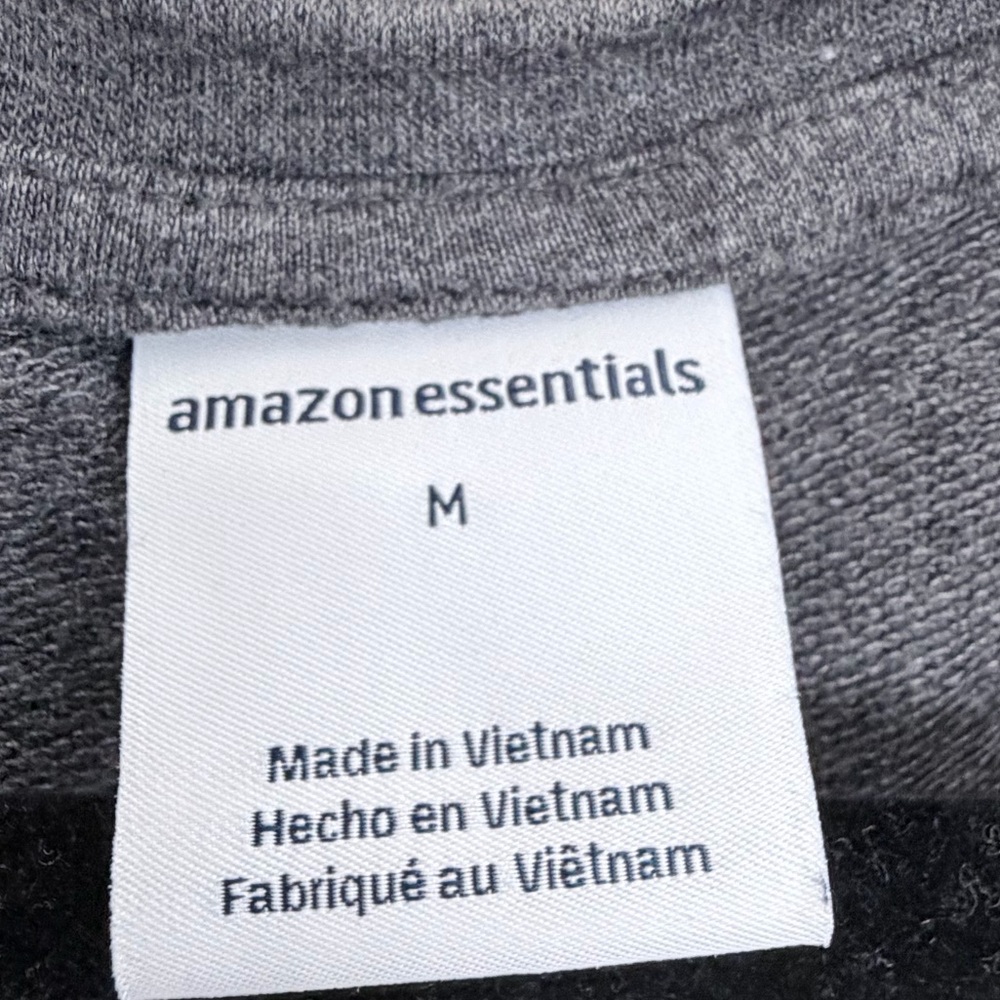 amazon essentials
M
Made in Vietnam
Hecho en Vietnam
Fabriqué au Viêtnam